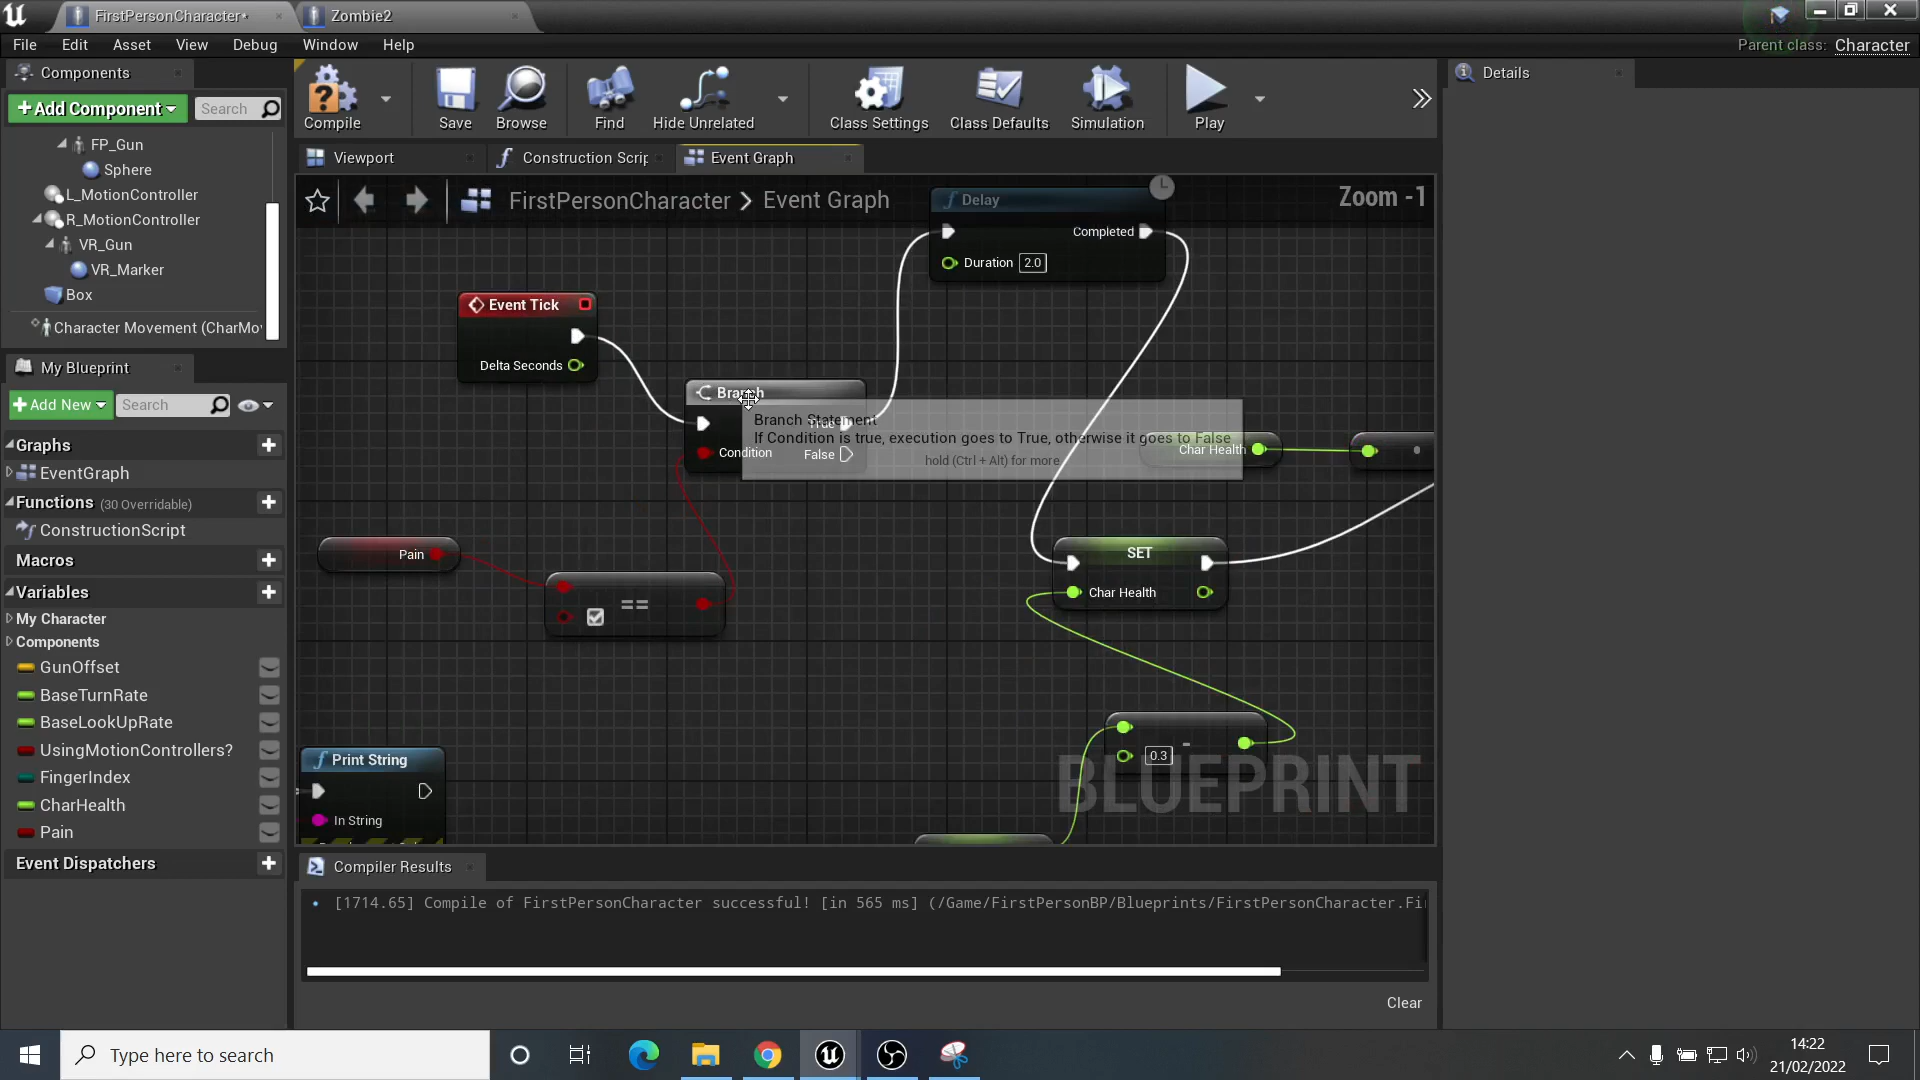 FirstPersonCharacter*
Zombie2
File Edit Asset View Debug Window Help
Parent class: Character
Components
+Add Component
Search
FP_Gun
Sphere
L_MotionController
R_MotionController
VR_Gun
VR_Marker
Box
Character Movement (CharMo
My Blueprint
+Add New
Search
Graphs
EventGraph
Functions (30 Overridable)
ConstructionScript
Macros
Variables
My Character
Components
GunOffset
BaseTurnRate
BaseLookUpRate
UsingMotionControllers?
FingerIndex
CharHealth
Pain
Event Dispatchers
Compile
Save
Browse
Find
Hide Unrelated
Class Settings
Class Defaults
Simulation
Play
Viewport
Construction Scrip
Event Graph
FirstPersonCharacter > Event Graph
Zoom -1
Delay
Completed
Duration 2.0
Event Tick
Delta Seconds
Branch
True
Condition
False
Branch Statement
If Condition is true, execution goes to True, otherwise it goes to False
hold (Ctrl + Alt) for more
Char Health
Pain
==
SET
Char Health
-
0.3
Print String
In String
BLUEPRINT
Compiler Results
[1714.65] Compile of FirstPersonCharacter successful! [in 565 ms] (/Game/FirstPersonBP/Blueprints/FirstPersonCharacter.Fi
Clear
Details
Type here to search
14:22
21/02/2022